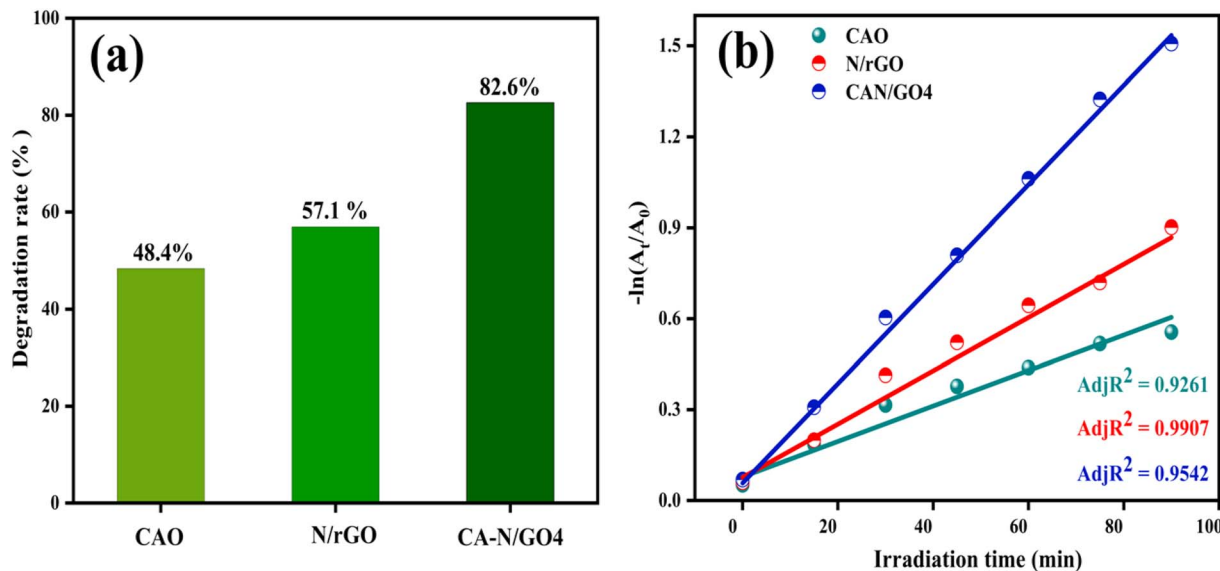 (a)
100
80
60
40
20
0
Degradation rate (%)
48.4%
57.1 %
82.6%
CAO
N/rGO
CA-N/GO4
(b)
CAO
N/rGO
CAN/GO4
1.5
1.2
0.9
0.6
0.3
0.0
-ln(At/A0)
AdjR2 = 0.9261
AdjR2 = 0.9907
AdjR2 = 0.9542
0 20 40 60 80 100
Irradiation time (min)